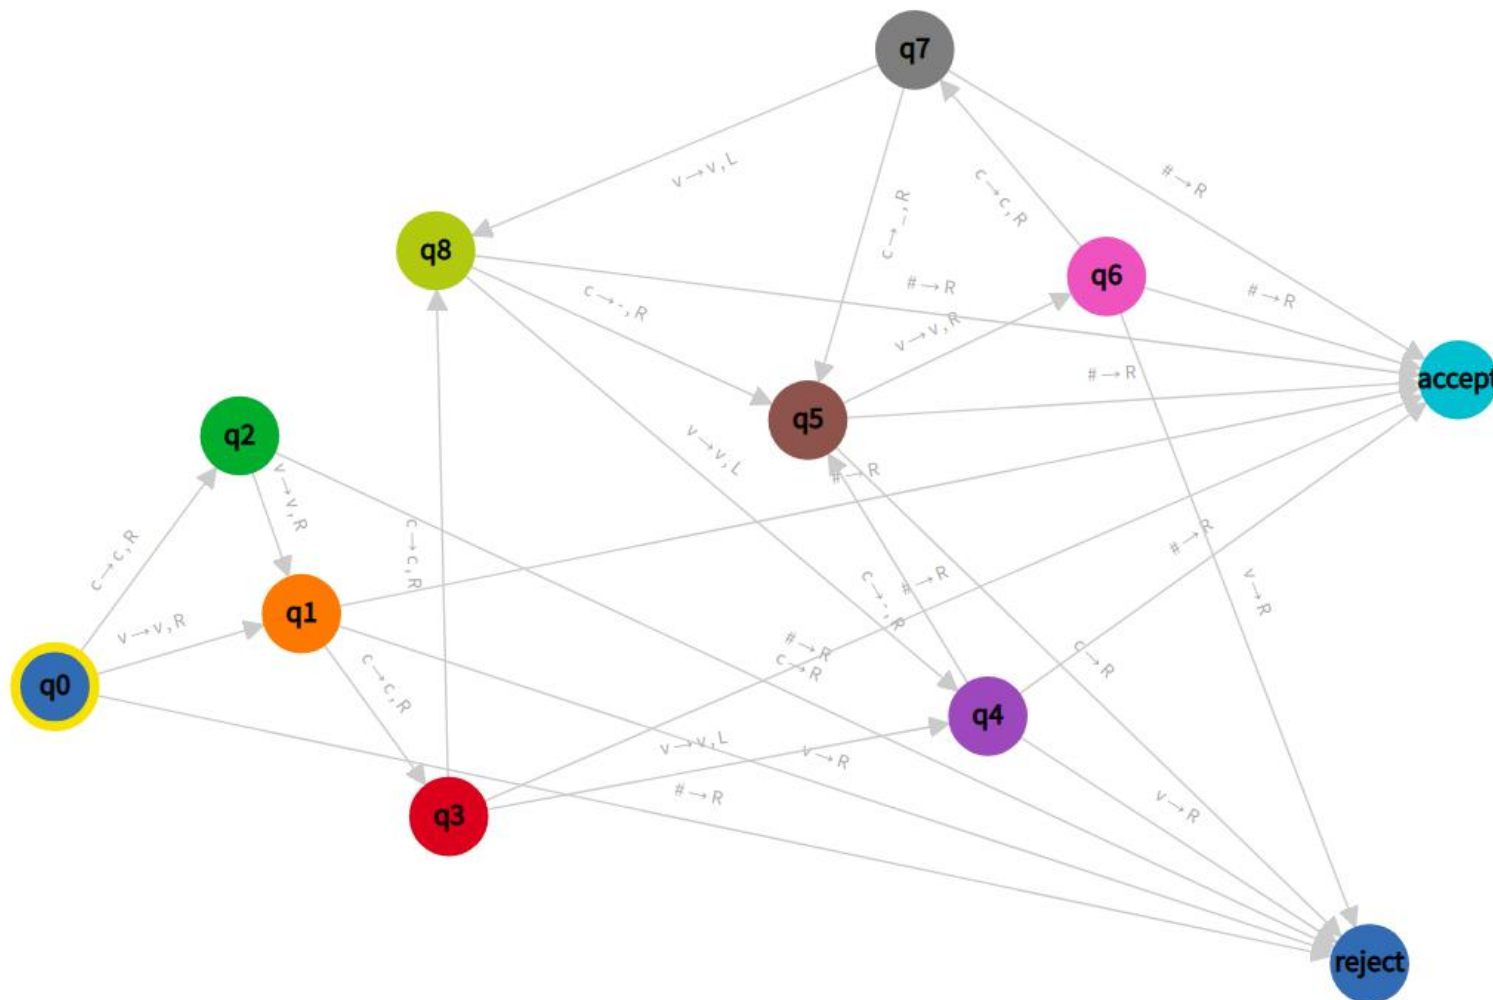 q7
v→v,L
#→R
c→c,R
c→-,R
q8
q6
c→-,R
#→R
#→R
v→v,R
#→R
accept
q5
q2
v→v,L
#→R
v→v,R
c→c,R
c→c,R
q1
v→v,R
#→R
c→-,R
#→R
v→R
q0
c→c,R
#→R
c→R
c→R
q4
v→v,L
v→R
#→R
v→R
q3
reject